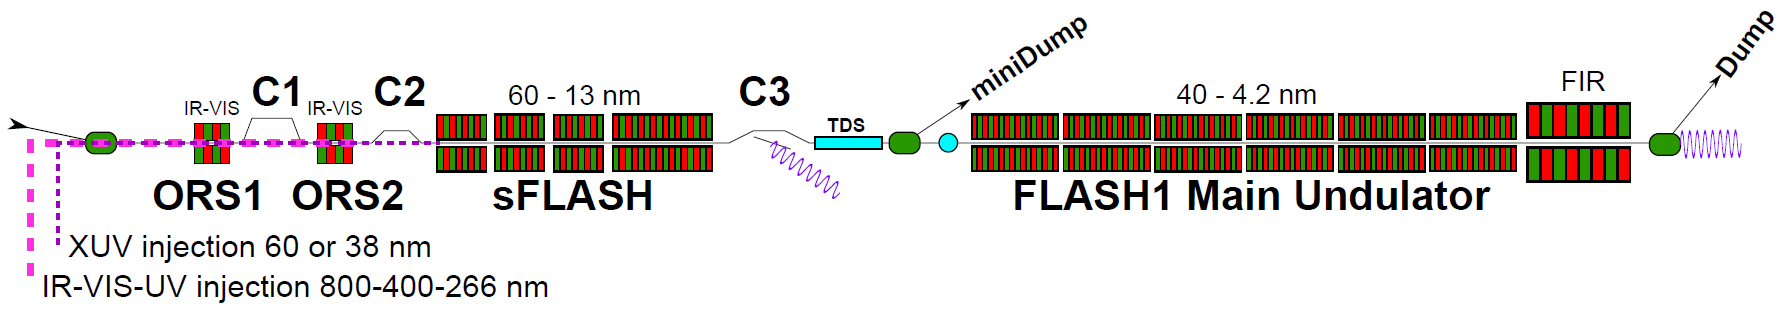 miniDump
Dump
C1
C2
60 - 13 nm
C3
40 - 4.2 nm
FIR
IR-VIS
IR-VIS
TDS
ORS1
ORS2
sFLASH
FLASH1 Main Undulator
XUV injection 60 or 38 nm
IR-VIS-UV injection 800-400-266 nm